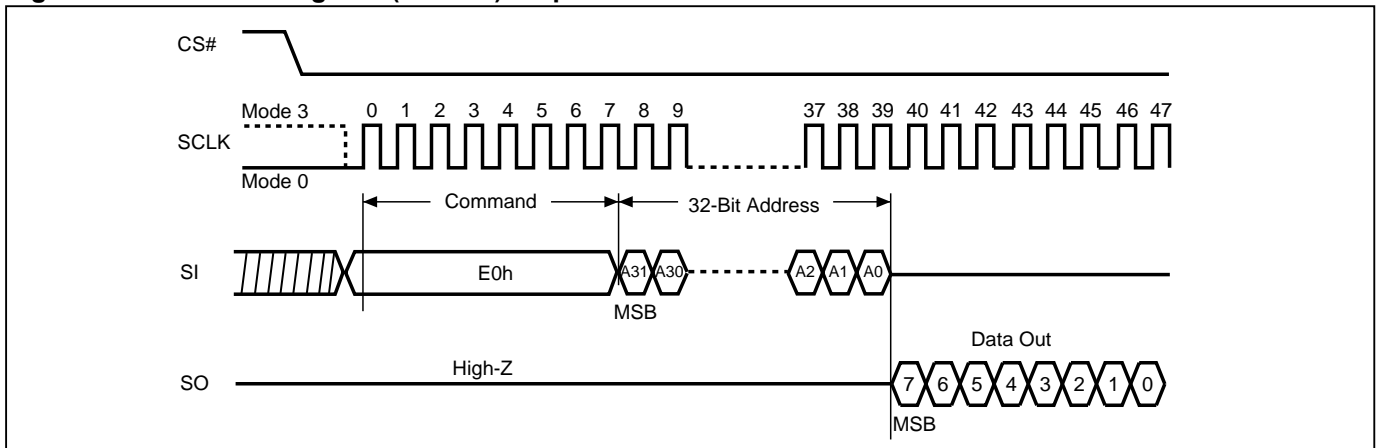 CS#
Mode 3
0 1 2 3 4 5 6 7 8 9 37 38 39 40 41 42 43 44 45 46 47
SCLK
Mode 0
Command
32-Bit Address
SI
E0h
A31 A30 A2 A1 A0
MSB
Data Out
High-Z
SO
7 6 5 4 3 2 1 0
MSB